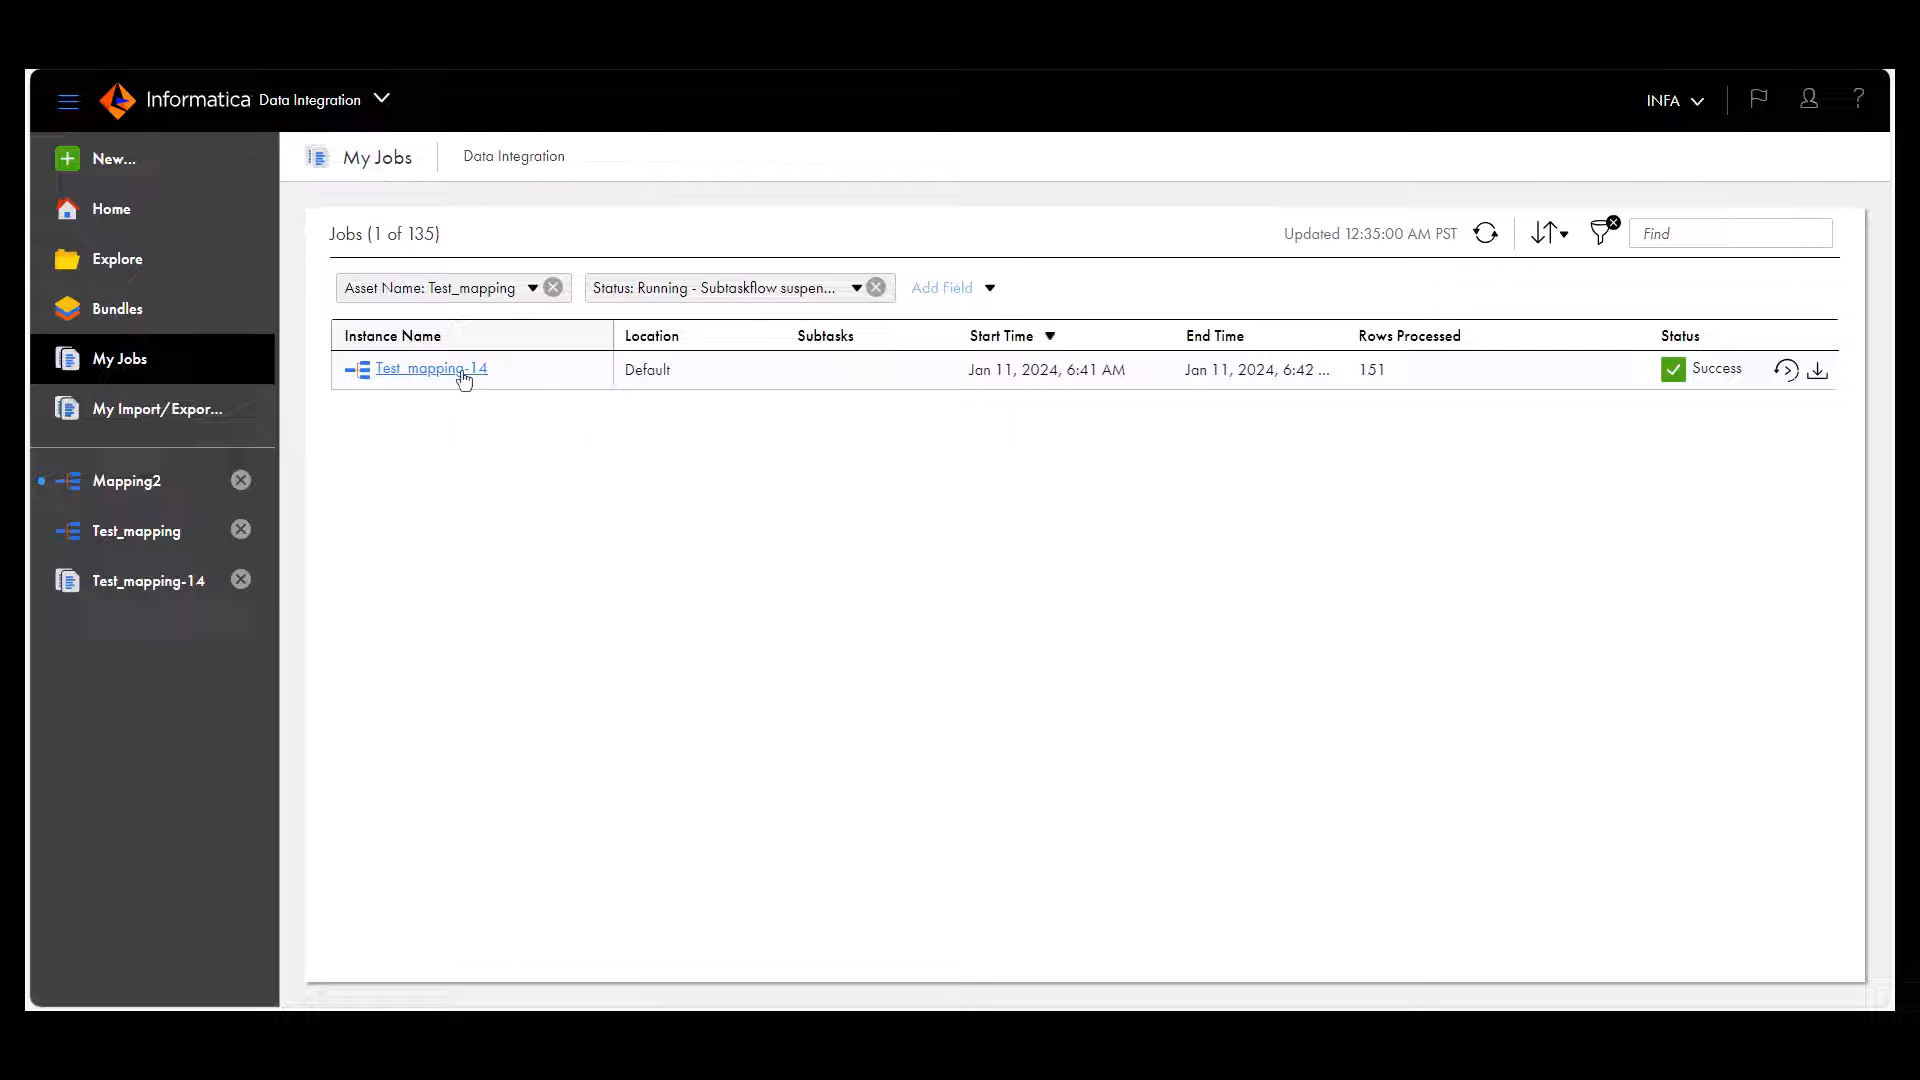 Informatica Data Integration
INFA
?
New...
Home
Explore
Bundles
My Jobs
My Import/Expor...
Mapping2
Test_mapping
Test_mapping-14
My Jobs
Data Integration
Jobs (1 of 135)
Updated 12:35:00 AM PST
Find
Asset Name: Test_mapping
Status: Running - Subtaskflow suspen...
Add Field
Instance Name Location Subtasks Start Time End Time Rows Processed Status
Test_mapping-14 Default Jan 11, 2024, 6:41 AM Jan 11, 2024, 6:42 ... 151 Success